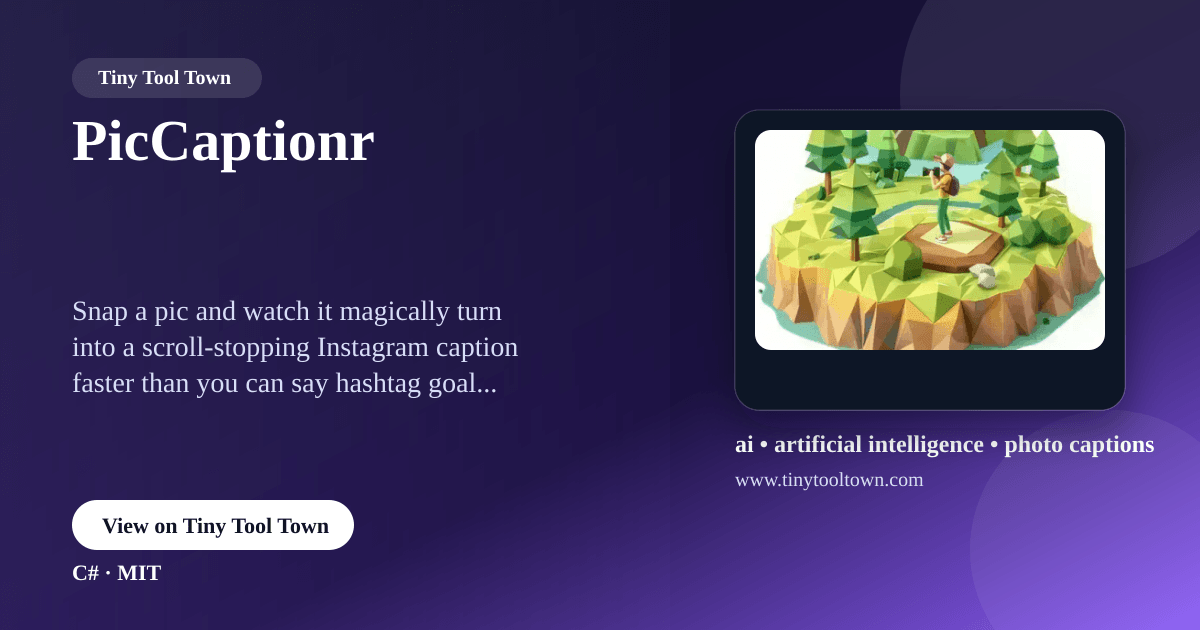 Tiny Tool Town
PicCaptionr
Snap a pic and watch it magically turn
into a scroll-stopping Instagram caption
faster than you can say hashtag goal...
View on Tiny Tool Town
C# · MIT
ai • artificial intelligence • photo captions
www.tinytooltown.com